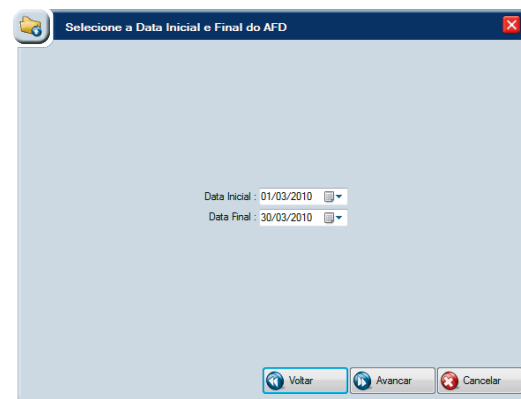 Selecione a Data Inicial e Final do AFD
Data Inicial : 01/03/2010
Data Final : 30/03/2010
Voltar Avancar Cancelar